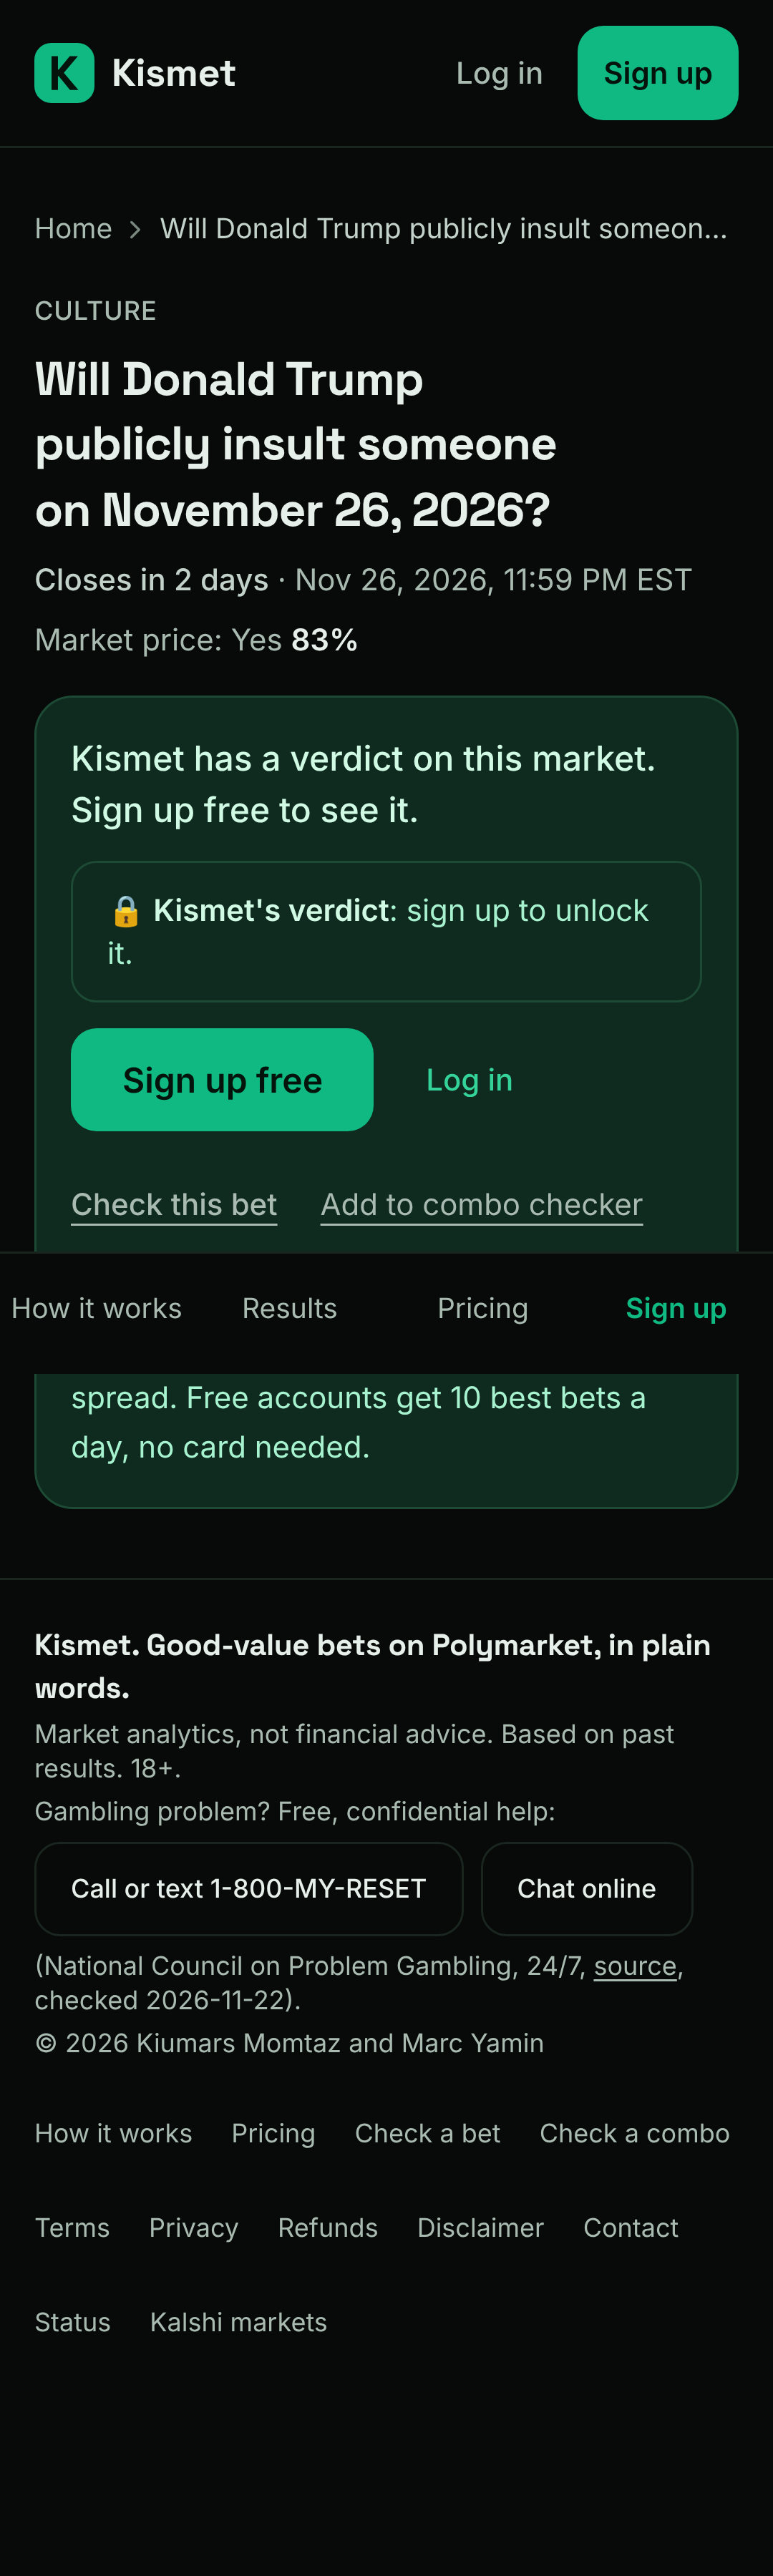 K Kismet Log in Sign up
Home > Will Donald Trump publicly insult someon...
CULTURE
Will Donald Trump
publicly insult someone
on November 26, 2026?
Closes in 2 days · Nov 26, 2026, 11:59 PM EST
Market price: Yes 83%
Kismet has a verdict on this market.
Sign up free to see it.
🔒 Kismet's verdict: sign up to unlock
it.
Sign up free Log in
Check this bet Add to combo checker
How it works Results Pricing Sign up
spread. Free accounts get 10 best bets a
day, no card needed.
Kismet. Good-value bets on Polymarket, in plain
words.
Market analytics, not financial advice. Based on past
results. 18+.
Gambling problem? Free, confidential help:
Call or text 1-800-MY-RESET Chat online
(National Council on Problem Gambling, 24/7, source,
checked 2026-11-22).
© 2026 Kiumars Momtaz and Marc Yamin
How it works Pricing Check a bet Check a combo
Terms Privacy Refunds Disclaimer Contact
Status Kalshi markets